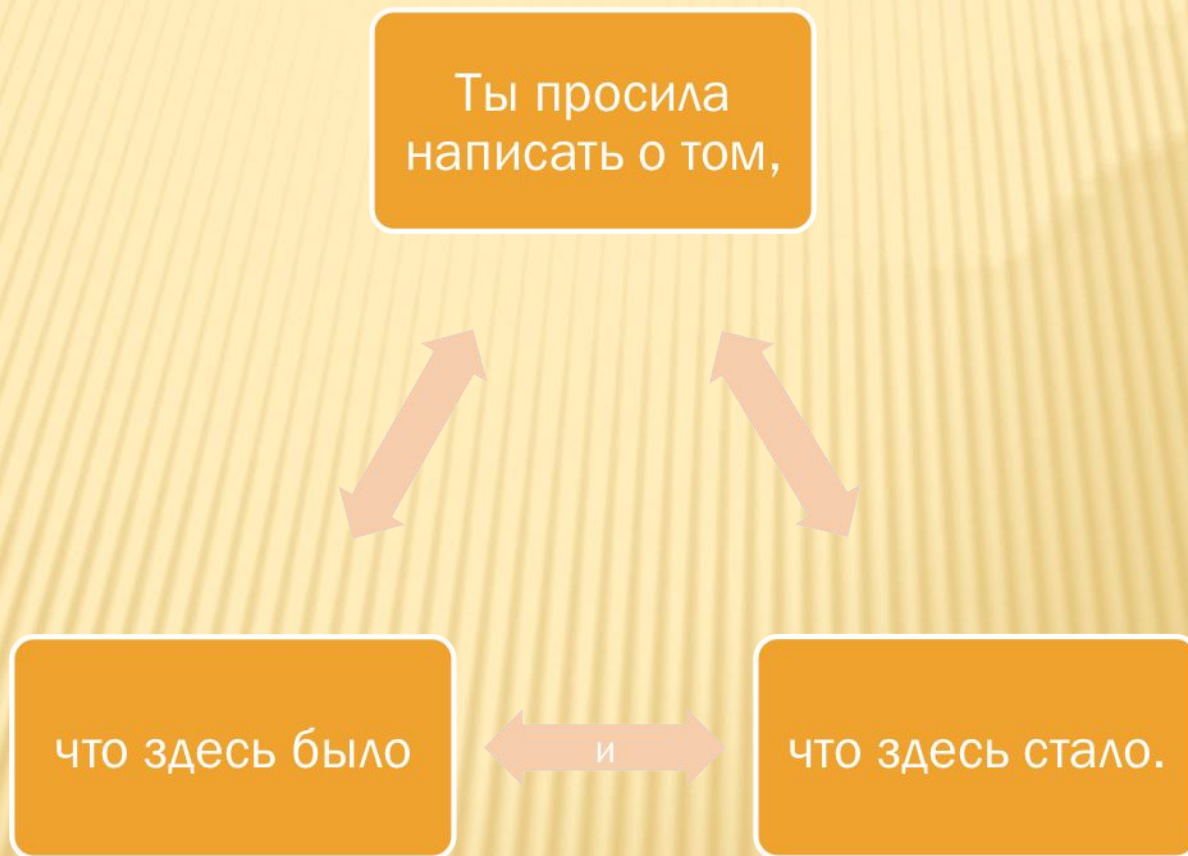 Ты просила
написать о том,
что здесь было
и
что здесь стало.